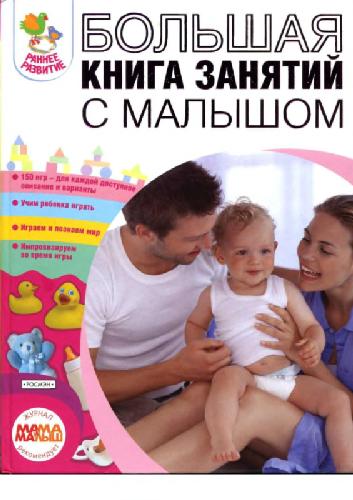 РАННЕЕ
РАЗВИТИЕ
БОЛЬШАЯ
КНИГА ЗАНЯТИЙ
С МАЛЫШОМ
150 игр – для каждой доступное
описание и варианты
Учим ребенка играть
Играем и познаем мир
Импровизируем
во время игры
• РОСМЭН •
ЖУРНАЛ
МАМА
МАЛЫШ
рекомендует